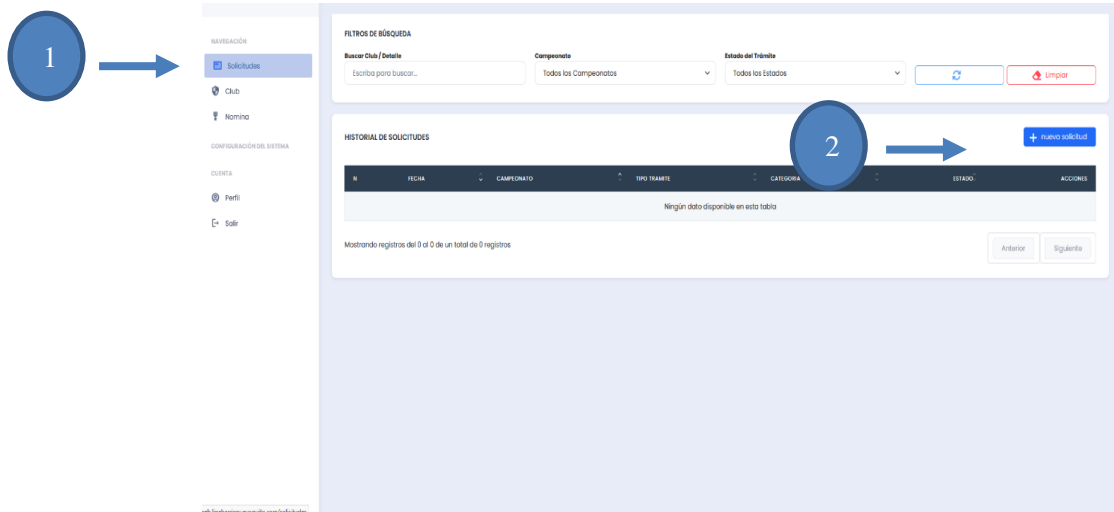 1
NAVEGACIÓN
Solicitudes
Club
Nomina
CONFIGURACIÓN DEL SISTEMA
CUENTA
Perfil
Salir
FILTROS DE BÚSQUEDA
Buscar Club / Detalle
Campeonato
Estado del Trámite
Escriba para buscar...
Todos los Campeonatos
Todos los Estados
Limpiar
HISTORIAL DE SOLICITUDES
2
+ nueva solicitud
N FECHA CAMPEONATO TIPO TRAMITE CATEGORIA ESTADO ACCIONES
Ningún dato disponible en esta tabla
Mostrando registros del 0 al 0 de un total de 0 registros
Anterior
Siguiente